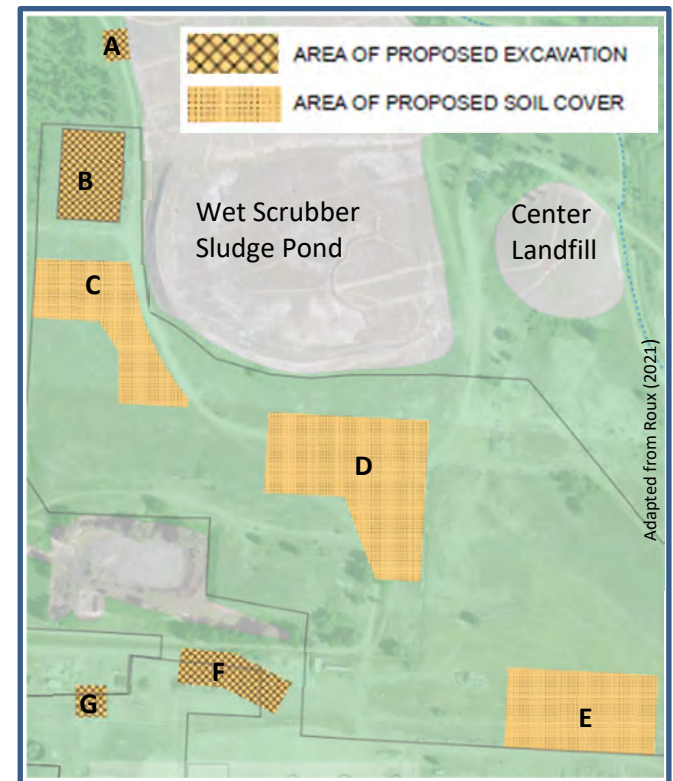 A
AREA OF PROPOSED EXCAVATION
AREA OF PROPOSED SOIL COVER
B
Wet Scrubber
Sludge Pond
Center
Landfill
C
Adapted from Roux (2021)
D
F
G
E